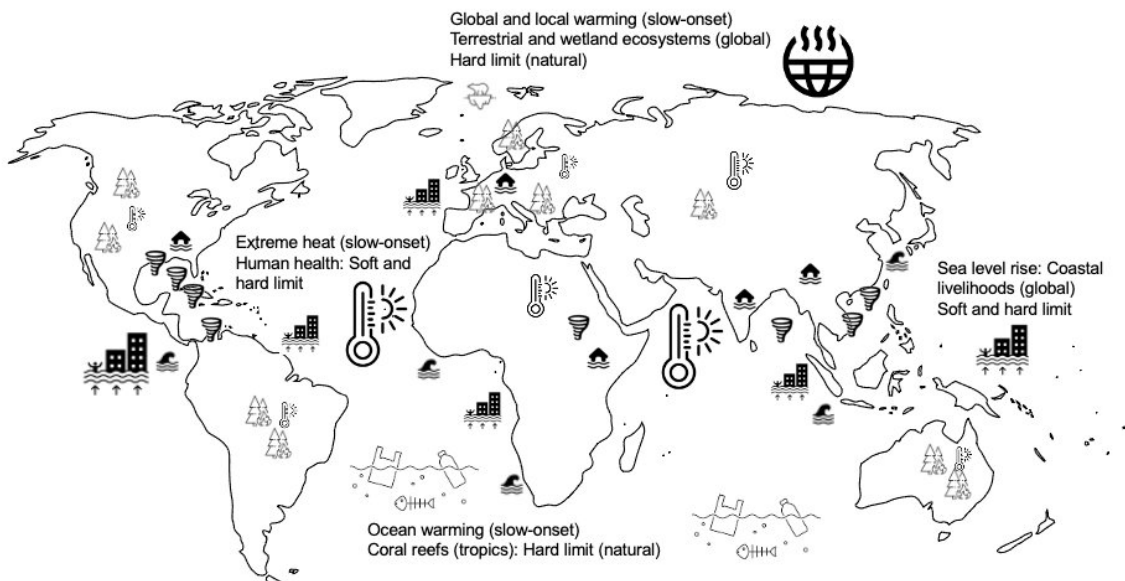 Global and local warming (slow-onset)
Terrestrial and wetland ecosystems (global)
Hard limit (natural)
Extreme heat (slow-onset)
Human health: Soft and
hard limit
Sea level rise: Coastal
livelihoods (global)
Soft and hard limit
Ocean warming (slow-onset)
Coral reefs (tropics): Hard limit (natural)